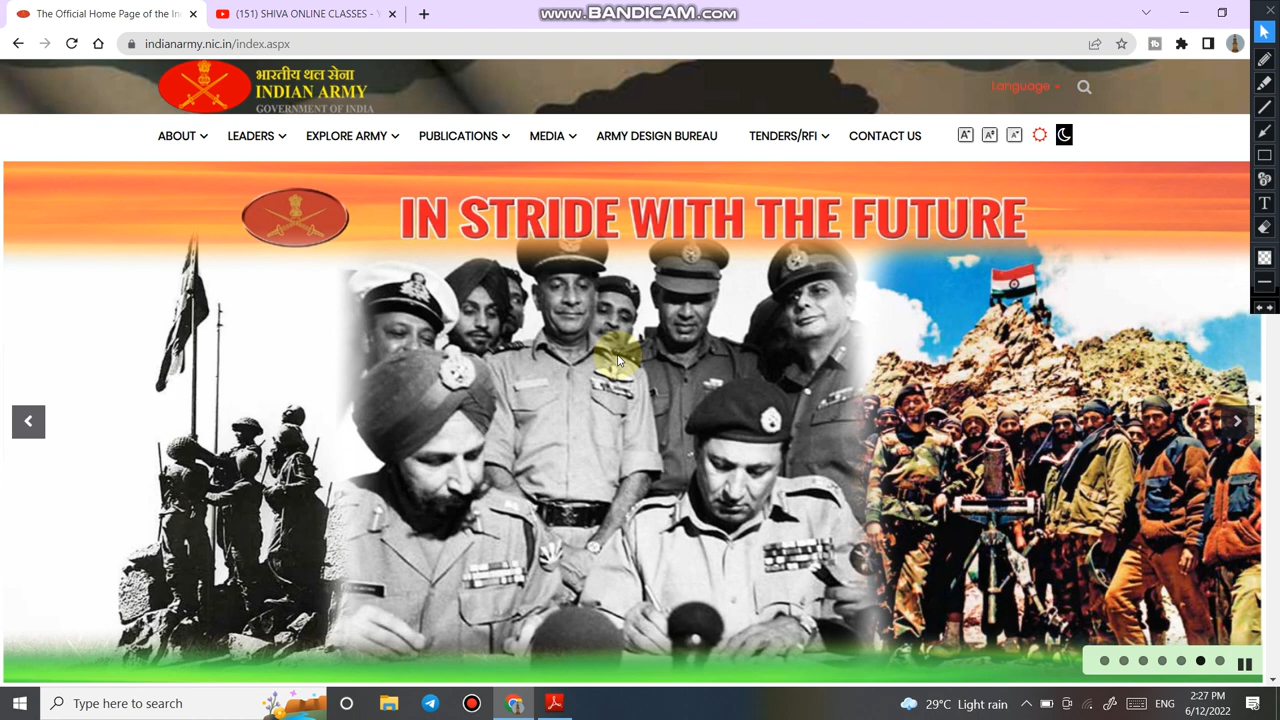 The Official Home Page of the In
(151) SHIVA ONLINE CLASSES - Y
WWW.BANDICAM.COM
indianarmy.nic.in/index.aspx
भारतीय थल सेना
INDIAN ARMY
GOVERNMENT OF INDIA
Language
ABOUT LEADERS EXPLORE ARMY PUBLICATIONS MEDIA ARMY DESIGN BUREAU TENDERS/RFI CONTACT US
IN STRIDE WITH THE FUTURE
Type here to search
29°C Light rain
ENG
2:27 PM
6/12/2022